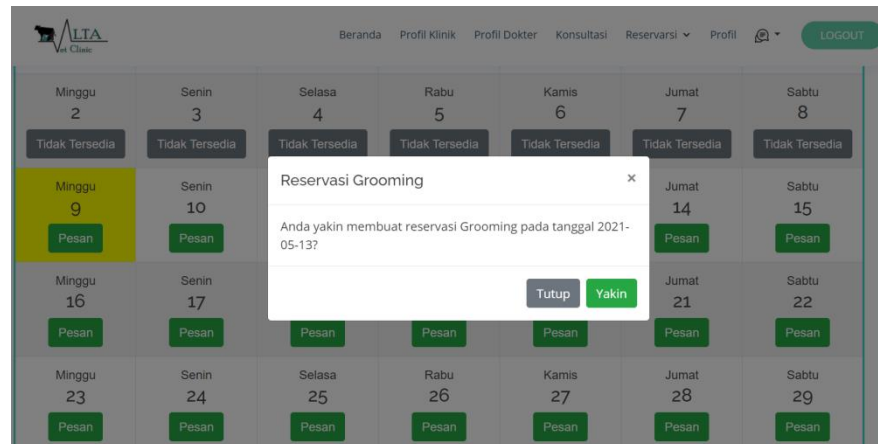 ALTA
Vet Clinic
Beranda Profil Klinik Profil Dokter Konsultasi Reservarsi Profil LOGOUT
Minggu Senin Selasa Rabu Kamis Jumat Sabtu
2 3 4 5 6 7 8
Tidak Tersedia Tidak Tersedia Tidak Tersedia Tidak Tersedia Tidak Tersedia Tidak Tersedia Tidak Tersedia
Reservasi Grooming ×
Anda yakin membuat reservasi Grooming pada tanggal 2021-
05-13?
Tutup Yakin
Minggu Senin Jumat Sabtu
9 10 14 15
Pesan Pesan Pesan Pesan
Minggu Senin Jumat Sabtu
16 17 21 22
Pesan Pesan Pesan Pesan Pesan Pesan Pesan
Minggu Senin Selasa Rabu Kamis Jumat Sabtu
23 24 25 26 27 28 29
Pesan Pesan Pesan Pesan Pesan Pesan Pesan